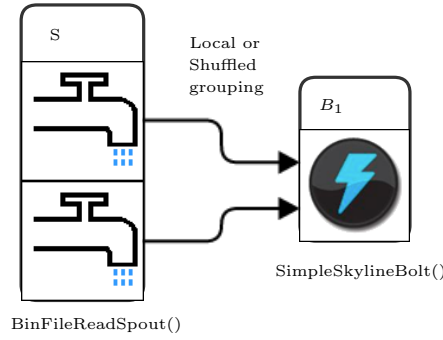 S
Local or
Shuffled
grouping
B₁
SimpleSkylineBolt()
BinFileReadSpout()